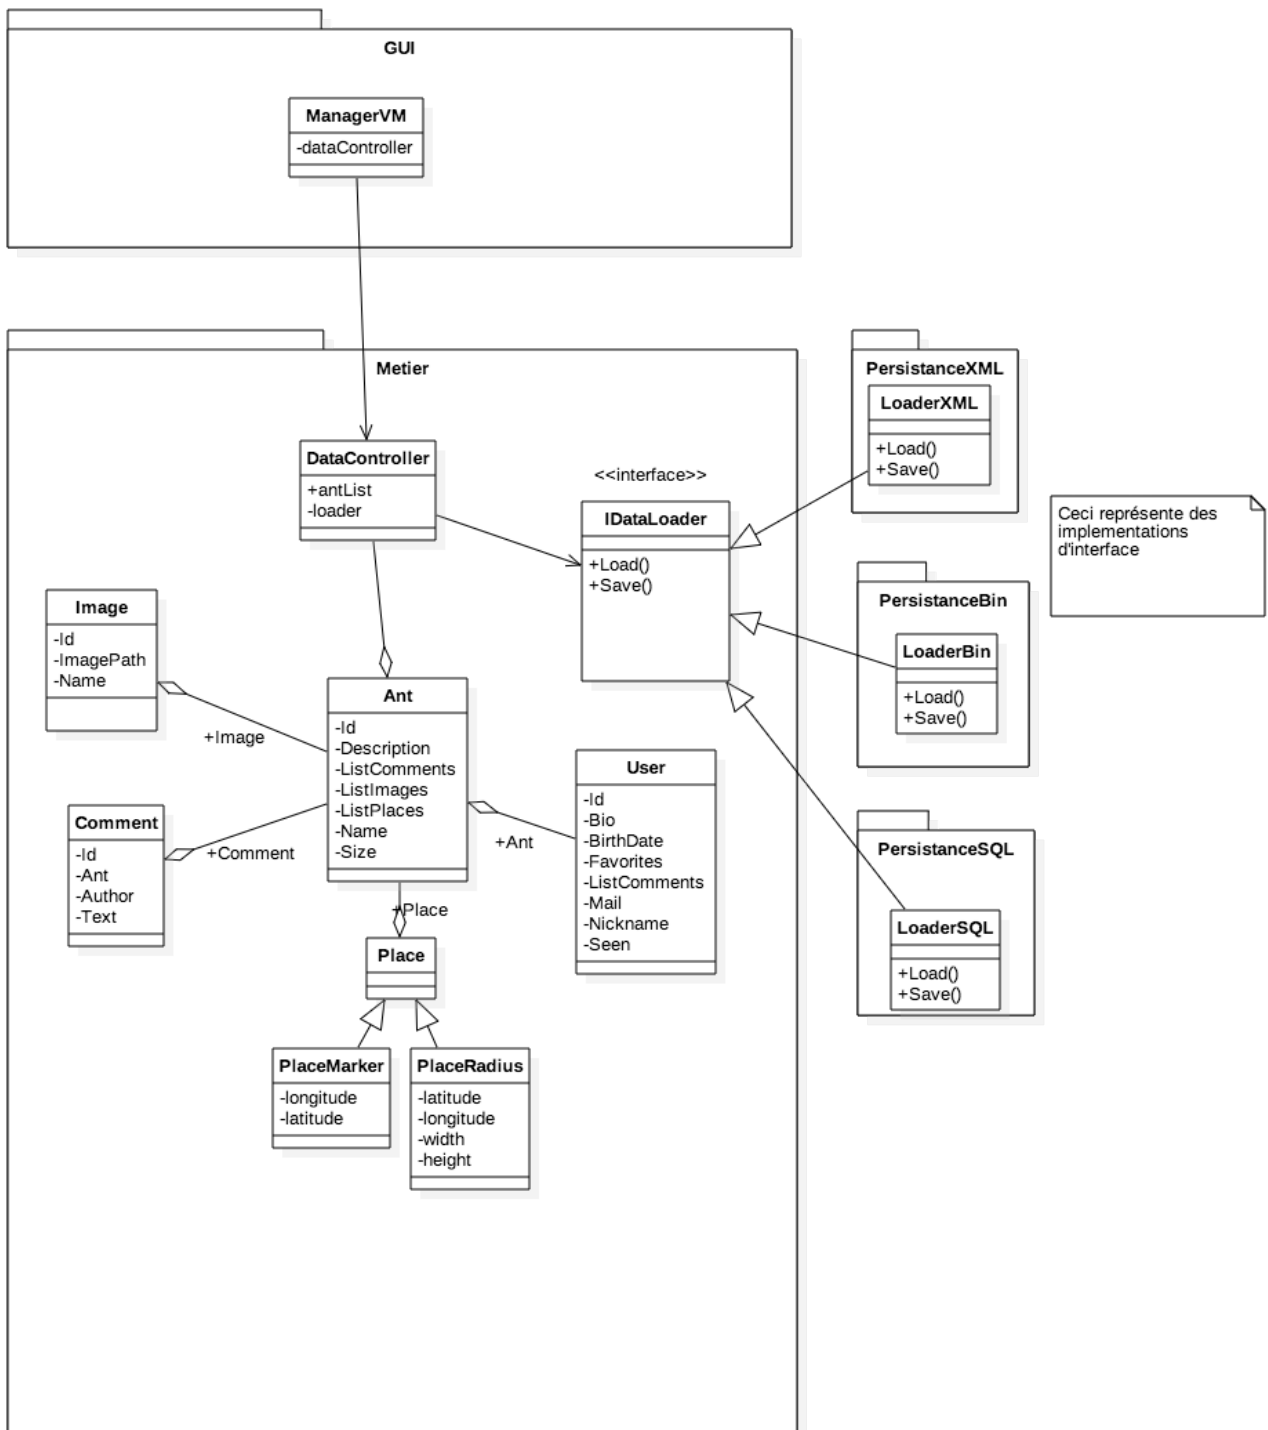 GUI
ManagerVM
-dataController
Metier
DataController
+antList
-loader
<<interface>>
IDataLoader
+Load()
+Save()
PersistanceXML
LoaderXML
+Load()
+Save()
Ceci représente des
implementations
d'interface
PersistanceBin
LoaderBin
+Load()
+Save()
PersistanceSQL
LoaderSQL
+Load()
+Save()
Image
-Id
-ImagePath
-Name
+Image
Ant
-Id
-Description
-ListComments
-ListImages
-ListPlaces
-Name
-Size
Comment
-Id
-Ant
-Author
-Text
+Comment
+Ant
User
-Id
-Bio
-BirthDate
-Favorites
-ListComments
-Mail
-Nickname
-Seen
+Place
Place
PlaceMarker
-longitude
-latitude
PlaceRadius
-latitude
-longitude
-width
-height